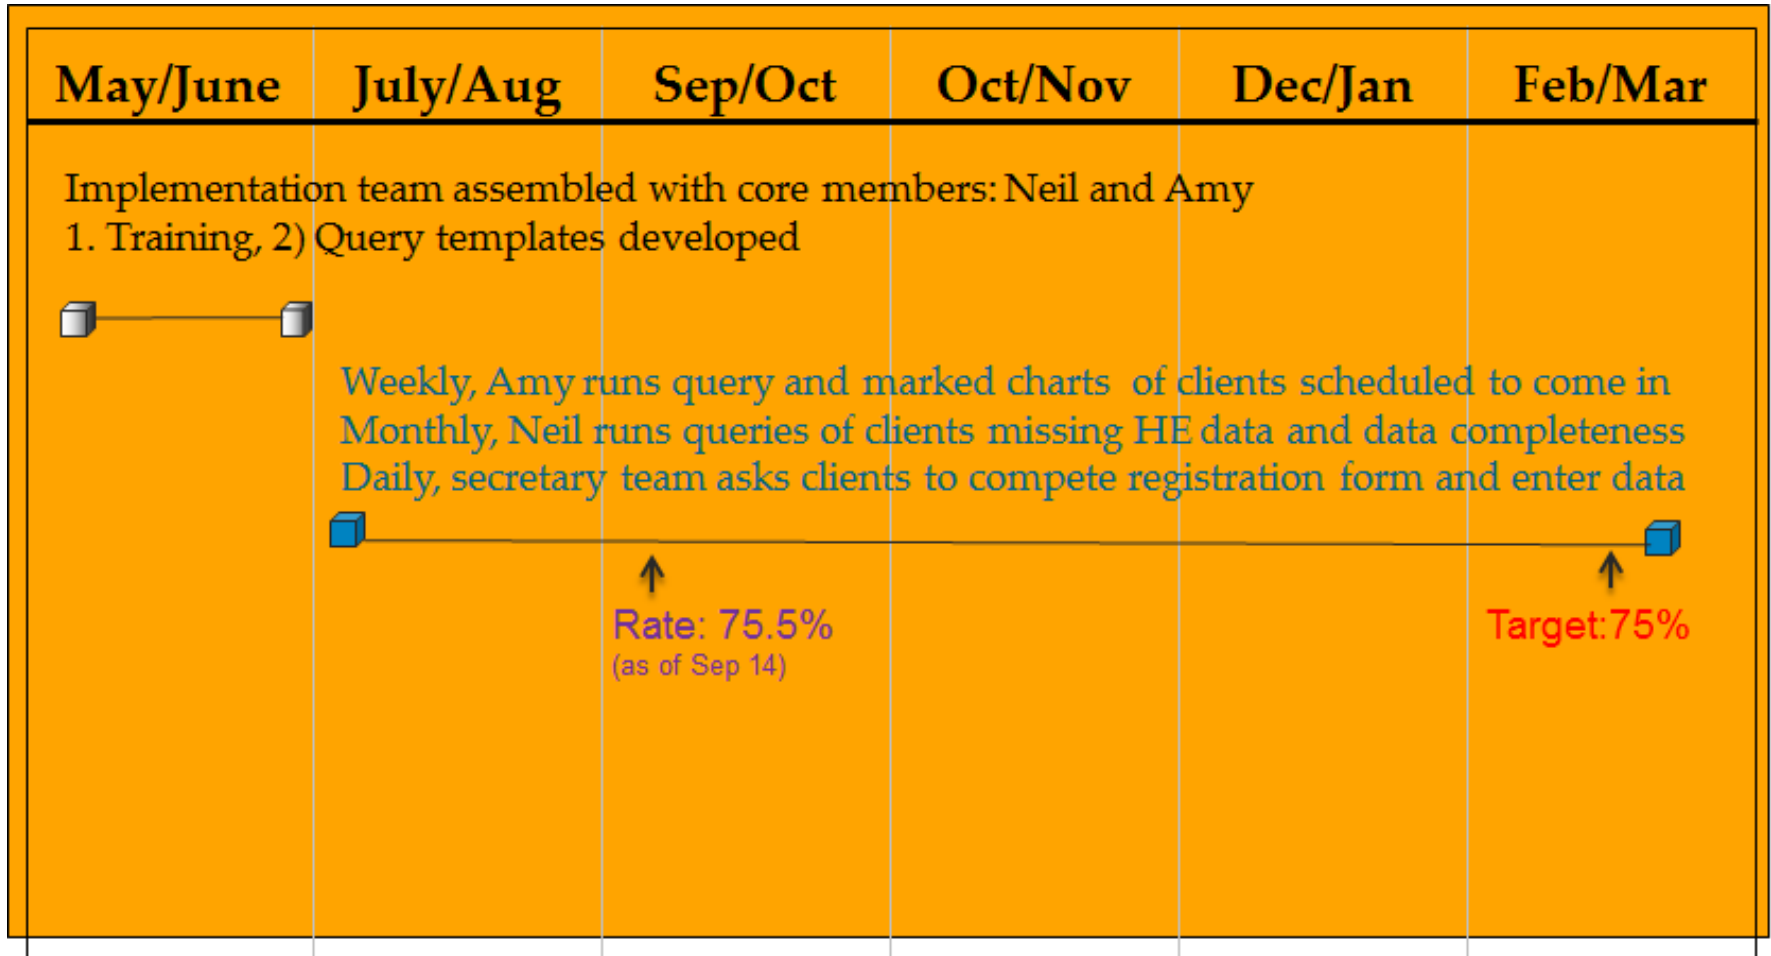 May/June July/Aug Sep/Oct Oct/Nov Dec/Jan Feb/Mar
Implementation team assembled with core members: Neil and Amy
1. Training, 2) Query templates developed
Weekly, Amy runs query and marked charts of clients scheduled to come in
Monthly, Neil runs queries of clients missing HE data and data completeness
Daily, secretary team asks clients to compete registration form and enter data
Rate: 75.5%
(as of Sep 14)
Target:75%